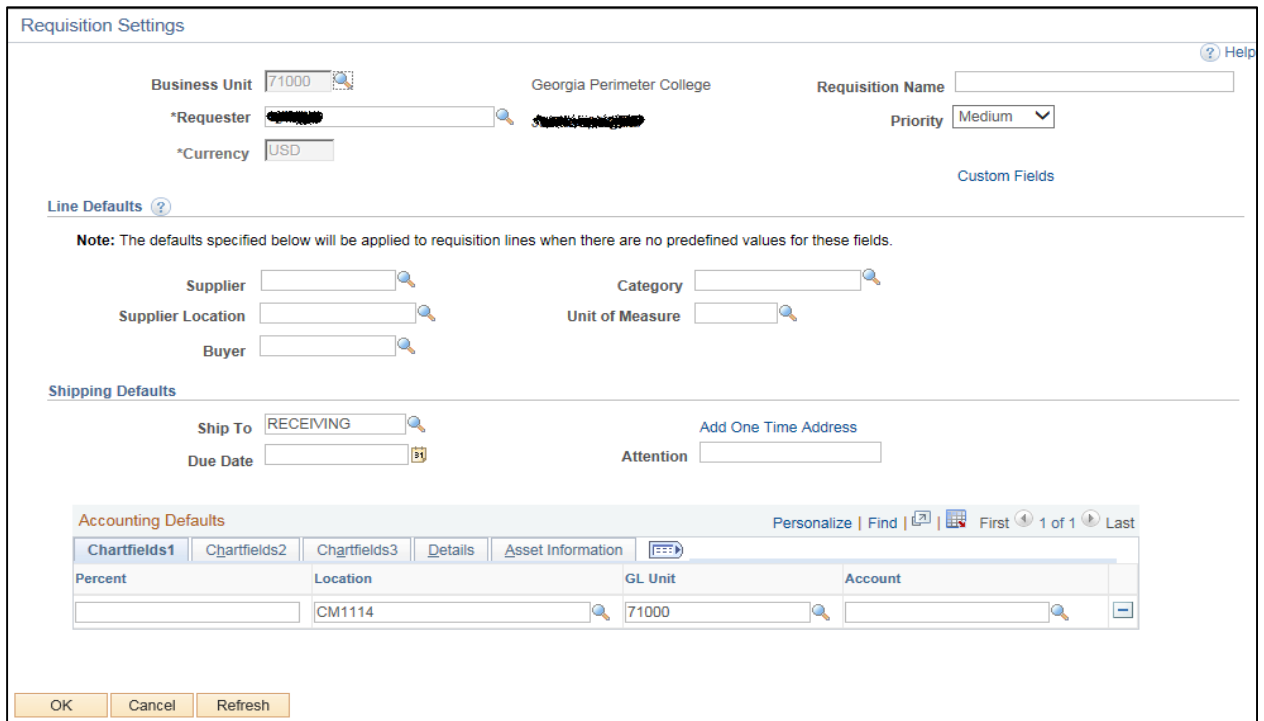 Requisition Settings
Help
Business Unit 71000 Georgia Perimeter College Requisition Name
*Requester Priority Medium
*Currency USD
Custom Fields
Line Defaults
Note: The defaults specified below will be applied to requisition lines when there are no predefined values for these fields.
Supplier Category
Supplier Location Unit of Measure
Buyer
Shipping Defaults
Ship To RECEIVING Add One Time Address
Due Date 31 Attention
Accounting Defaults Personalize | Find | | First 1 of 1 Last
Chartfields1 Chartfields2 Chartfields3 Details Asset Information
Percent Location GL Unit Account
CM1114 71000
OK Cancel Refresh